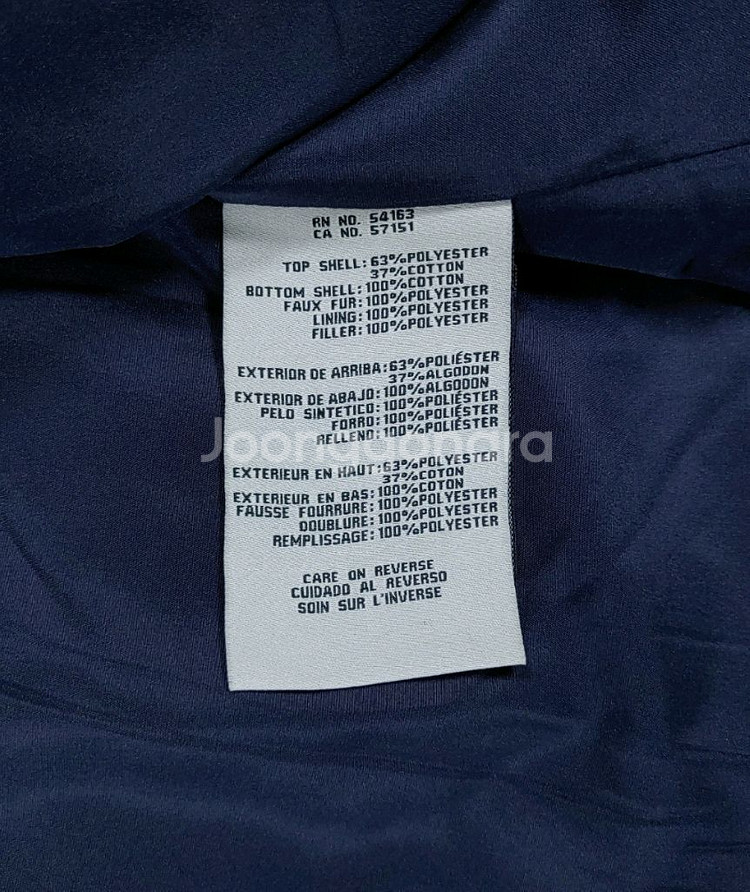 RN NO. 54163
CA NO. 57151
TOP SHELL:63%POLYESTER
37%COTTON
BOTTOM SHELL:100%COTTON
FAUX FUR:100%POLYESTER
LINING:100%POLYESTER
FILLER:100%POLYESTER
EXTERIOR DE ARRIBA:63%POLIÉSTER
37%ALGODON
EXTERIOR DE ABAJO:100%ALGODON
PELO SINTETICO:100%POLIÉSTER
FORRO:100%POLIÉSTER
RELLENO:100%POLIÉSTER
Joonggonara
EXTERIEUR EN HAUT:63%POLYESTER
37%COTON
EXTERIEUR EN BAS:100%COTON
FAUSSE FOURRURE:100%POLYESTER
DOUBLURE:100%POLYESTER
REMPLISSAGE:100%POLYESTER
CARE ON REVERSE
CUIDADO AL REVERSO
SOIN SUR L'INVERSE